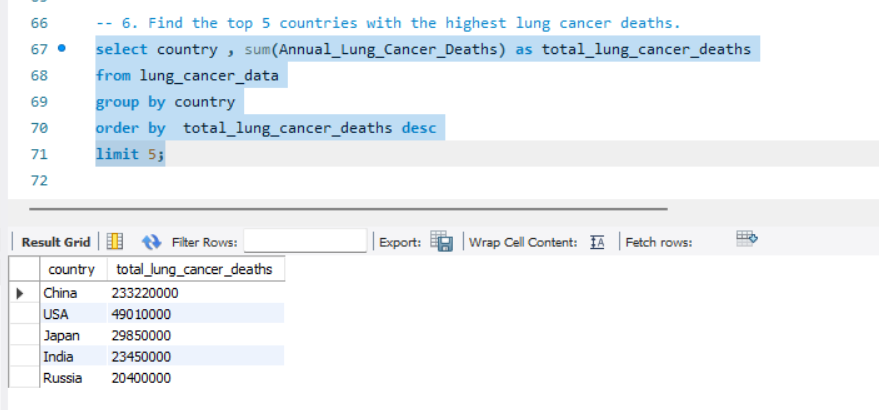 66 -- 6. Find the top 5 countries with the highest lung cancer deaths.
67 select country , sum(Annual_Lung_Cancer_Deaths) as total_lung_cancer_deaths
68 from lung_cancer_data
69 group by country
70 order by  total_lung_cancer_deaths desc
71 limit 5;
72
Result Grid Filter Rows: Export: Wrap Cell Content: IA Fetch rows:
country total_lung_cancer_deaths
China 233220000
USA 49010000
Japan 29850000
India 23450000
Russia 20400000